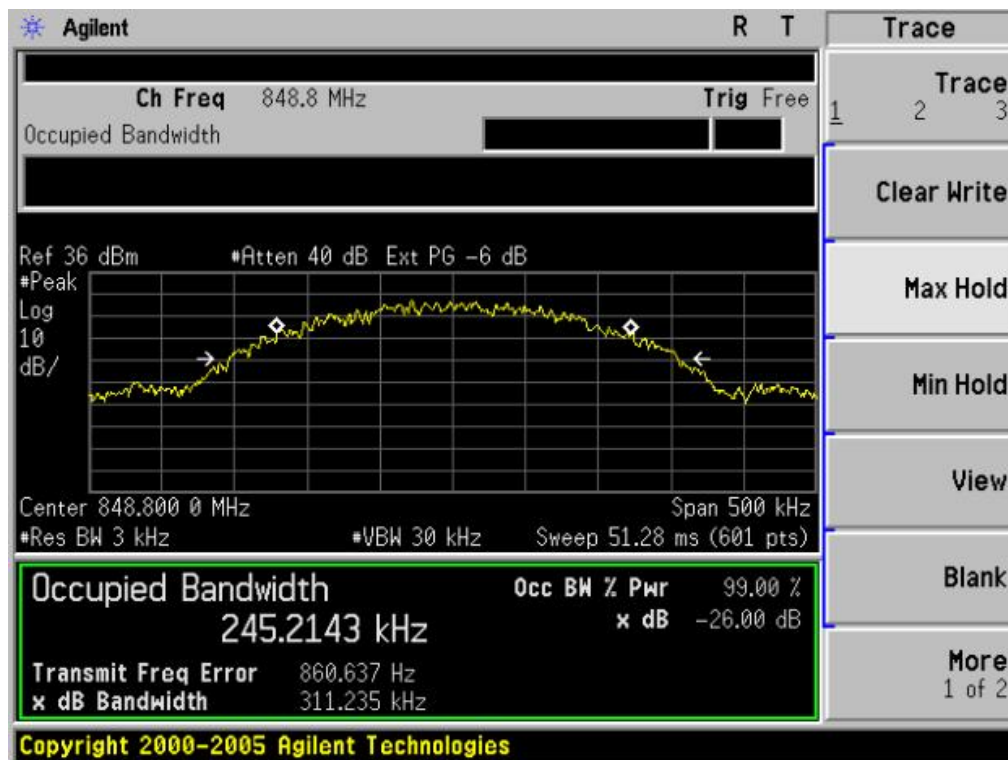 Agilent R T Trace
Ch Freq 848.8 MHz Trig Free
Occupied Bandwidth
Trace
1 2 3
Clear Write
Max Hold
Min Hold
View
Blank
More
1 of 2
Ref 36 dBm #Atten 40 dB Ext PG -6 dB
#Peak
Log
10
dB/
Center 848.800 0 MHz Span 500 kHz
#Res BW 3 kHz #VBW 30 kHz Sweep 51.28 ms (601 pts)
Occupied Bandwidth Occ BW % Pwr 99.00 %
245.2143 kHz x dB -26.00 dB
Transmit Freq Error 860.637 Hz
x dB Bandwidth 311.235 kHz
Copyright 2000-2005 Agilent Technologies